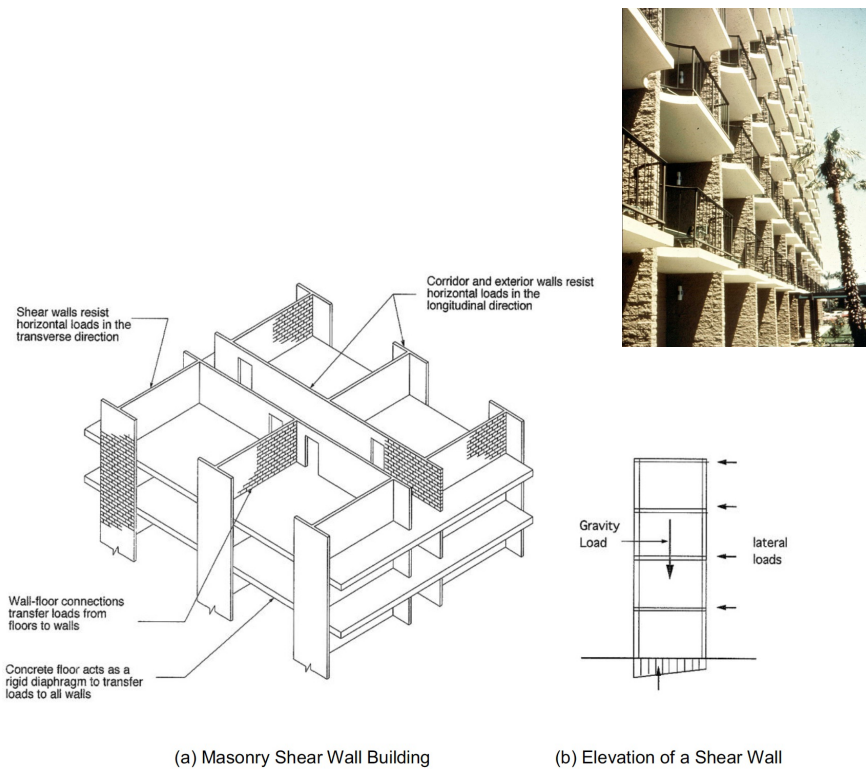 Corridor and exterior walls resist
horizontal loads in the
longitudinal direction
Shear walls resist
horizontal loads in the
transverse direction
Gravity
Load
lateral
loads
Wall-floor connections
transfer loads from
floors to walls
Concrete floor acts as a
rigid diaphragm to transfer
loads to all walls
(a) Masonry Shear Wall Building
(b) Elevation of a Shear Wall